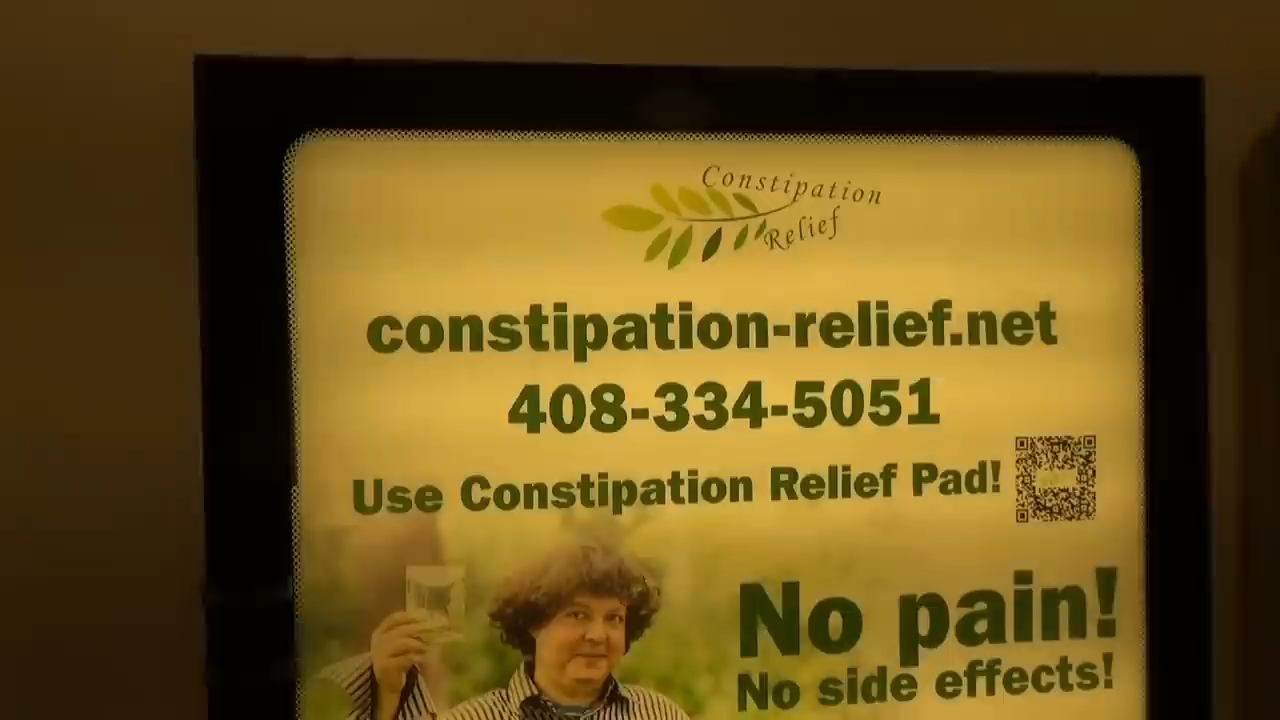 Constipation
Relief
constipation-relief.net
408-334-5051
Use Constipation Relief Pad!
No pain!
No side effects!